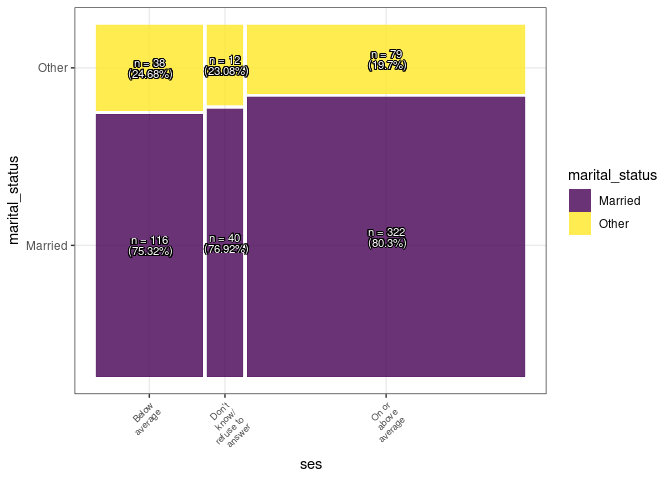 n = 38
(24.68%)
n = 12
(23.08%)
n = 79
(19.7%)
n = 116
(75.32%)
n = 40
(76.92%)
n = 322
(80.3%)
Other
Married
marital_status
Below
average
Don't
know/
refuse to
answer
On or
above
average
ses
marital_status
Married
Other